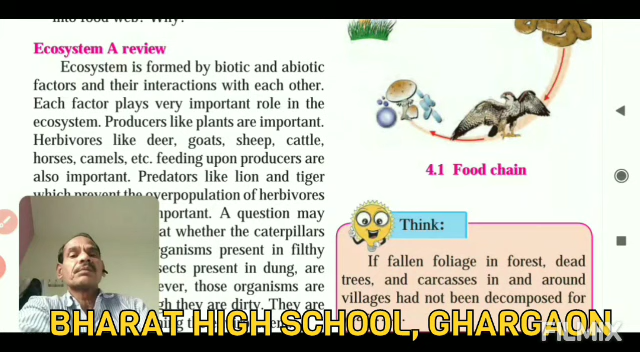 into food web? Why?
Ecosystem A review
Ecosystem is formed by biotic and abiotic
factors and their interactions with each other.
Each factor plays very important role in the
ecosystem. Producers like plants are important.
Herbivores like deer, goats, sheep, cattle,
horses, camels, etc. feeding upon producers are
also important. Predators like lion and tiger
which prevent the overpopulation of herbivores
mportant. A question may
at whether the caterpillars
rganisms present in filthy
sects present in dung, are
ever, those organisms are
gh they are dirty. They are
4.1 Food chain
Think:
If fallen foliage in forest, dead
trees, and carcasses in and around
villages had not been decomposed for
BHARAT HIGH SCHOOL, GHARGAON
FILMIX